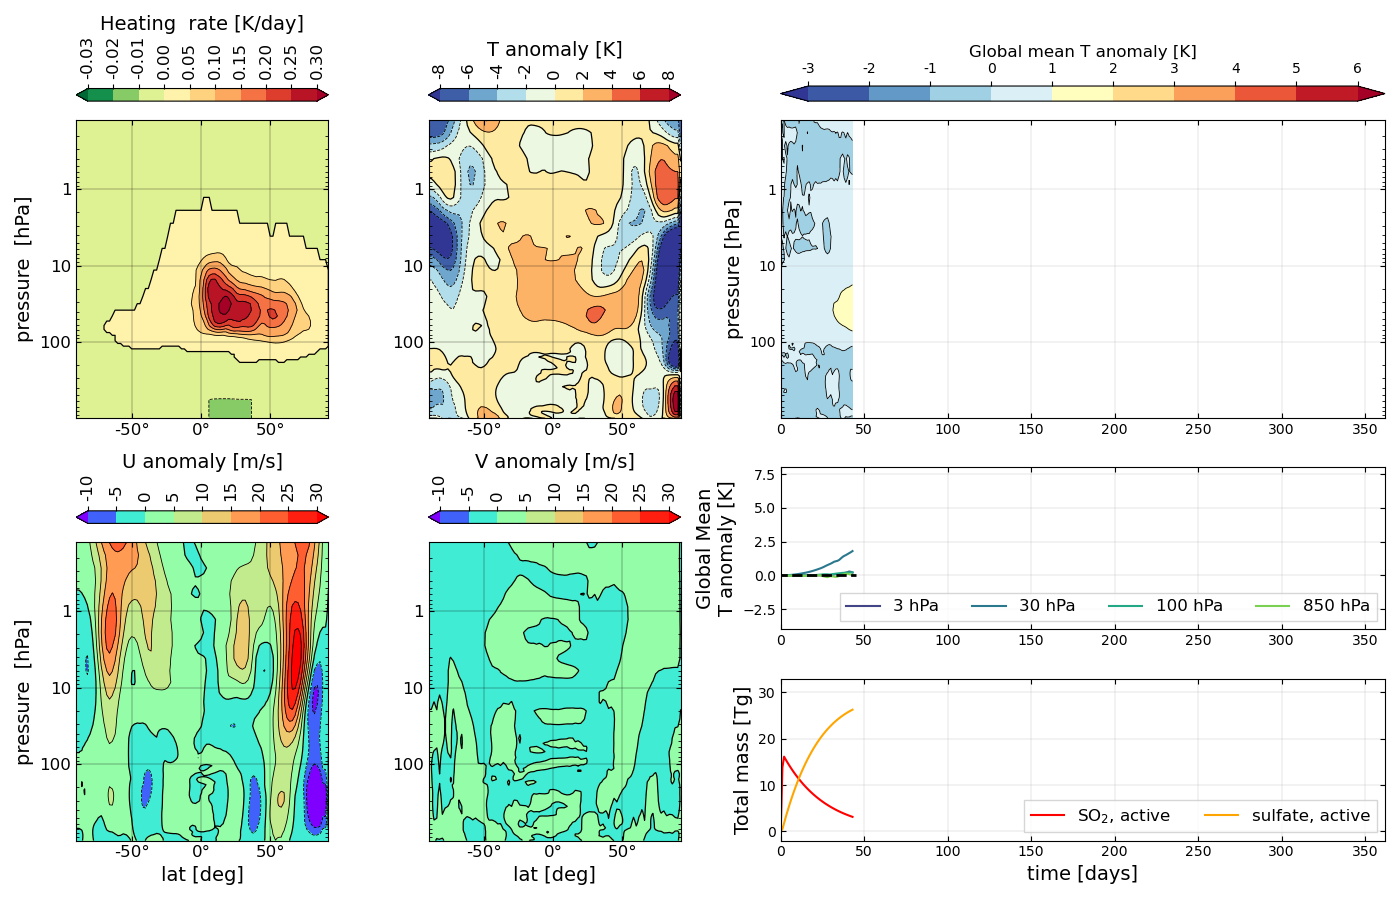 Heating  rate [K/day]
-0.03 -0.02 -0.01 0.00 0.05 0.10 0.15 0.20 0.25 0.30
pressure  [hPa]
1
10
100
-50° 0° 50°
T anomaly [K]
-8 -6 -4 -2 0 2 4 6 8
1
10
100
-50° 0° 50°
Global mean T anomaly [K]
-3 -2 -1 0 1 2 3 4 5 6
pressure  [hPa]
1
10
100
0 50 100 150 200 250 300 350
U anomaly [m/s]
-10 -5 0 5 10 15 20 25 30
pressure  [hPa]
1
10
100
-50° 0° 50°
lat [deg]
V anomaly [m/s]
-10 -5 0 5 10 15 20 25 30
1
10
100
-50° 0° 50°
lat [deg]
Global Mean
T anomaly [K]
7.5
5.0
2.5
0.0
−2.5
3 hPa 30 hPa 100 hPa 850 hPa
0 50 100 150 200 250 300 350
Total mass [Tg]
30
20
10
0
SO₂, active sulfate, active
0 50 100 150 200 250 300 350
time [days]